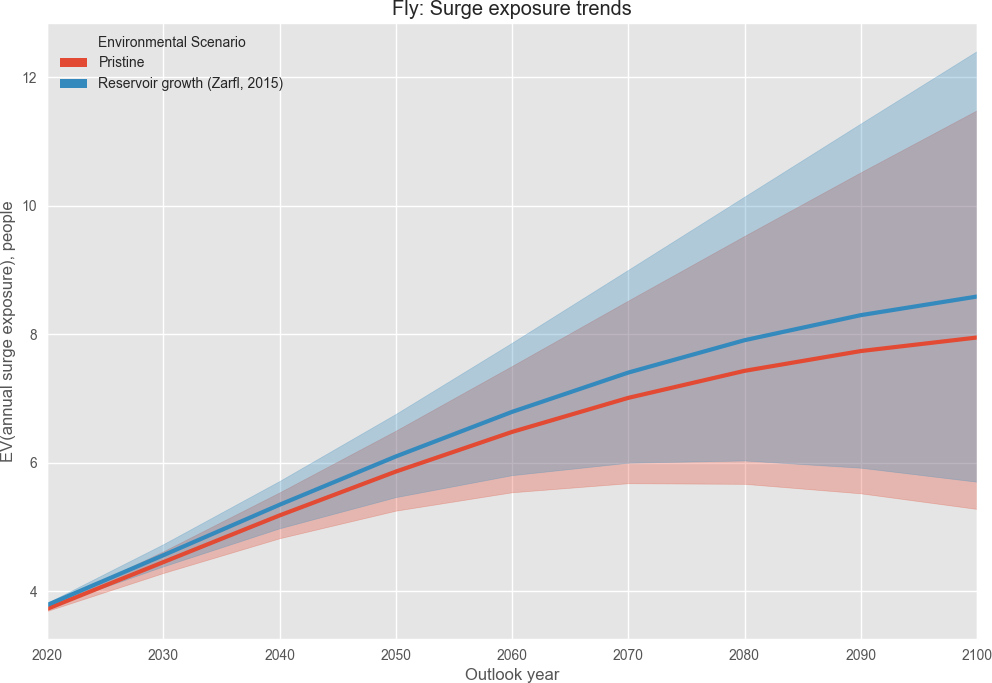 Fly: Surge exposure trends
Environmental Scenario
Pristine
Reservoir growth (Zarfl, 2015)
EV(annual surge exposure), people
12
10
8
6
4
2020 2030 2040 2050 2060 2070 2080 2090 2100
Outlook year